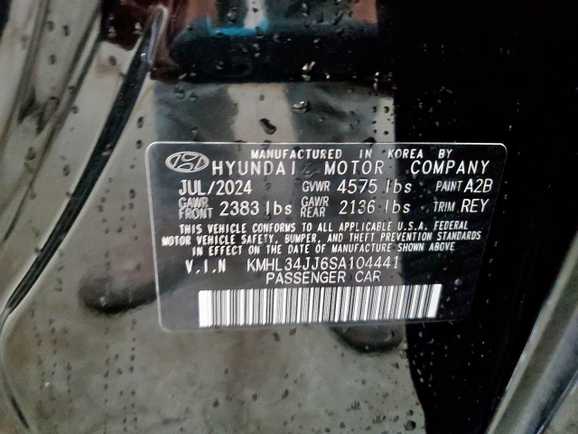 MANUFACTURED IN KOREA BY
HYUNDAI MOTOR COMPANY
JUL/2024 GVWR 4575 lbs PAINT A2B
GAWR FRONT 2383 lbs GAWR REAR 2136 lbs TRIM REY
THIS VEHICLE CONFORMS TO ALL APPLICABLE U.S.A. FEDERAL
MOTOR VEHICLE SAFETY, BUMPER, AND THEFT PREVENTION STANDARDS
IN EFFECT ON THE DATE OF MANUFACTURE SHOWN ABOVE.
V.I.N KMHL34JJ6SA104441
PASSENGER CAR